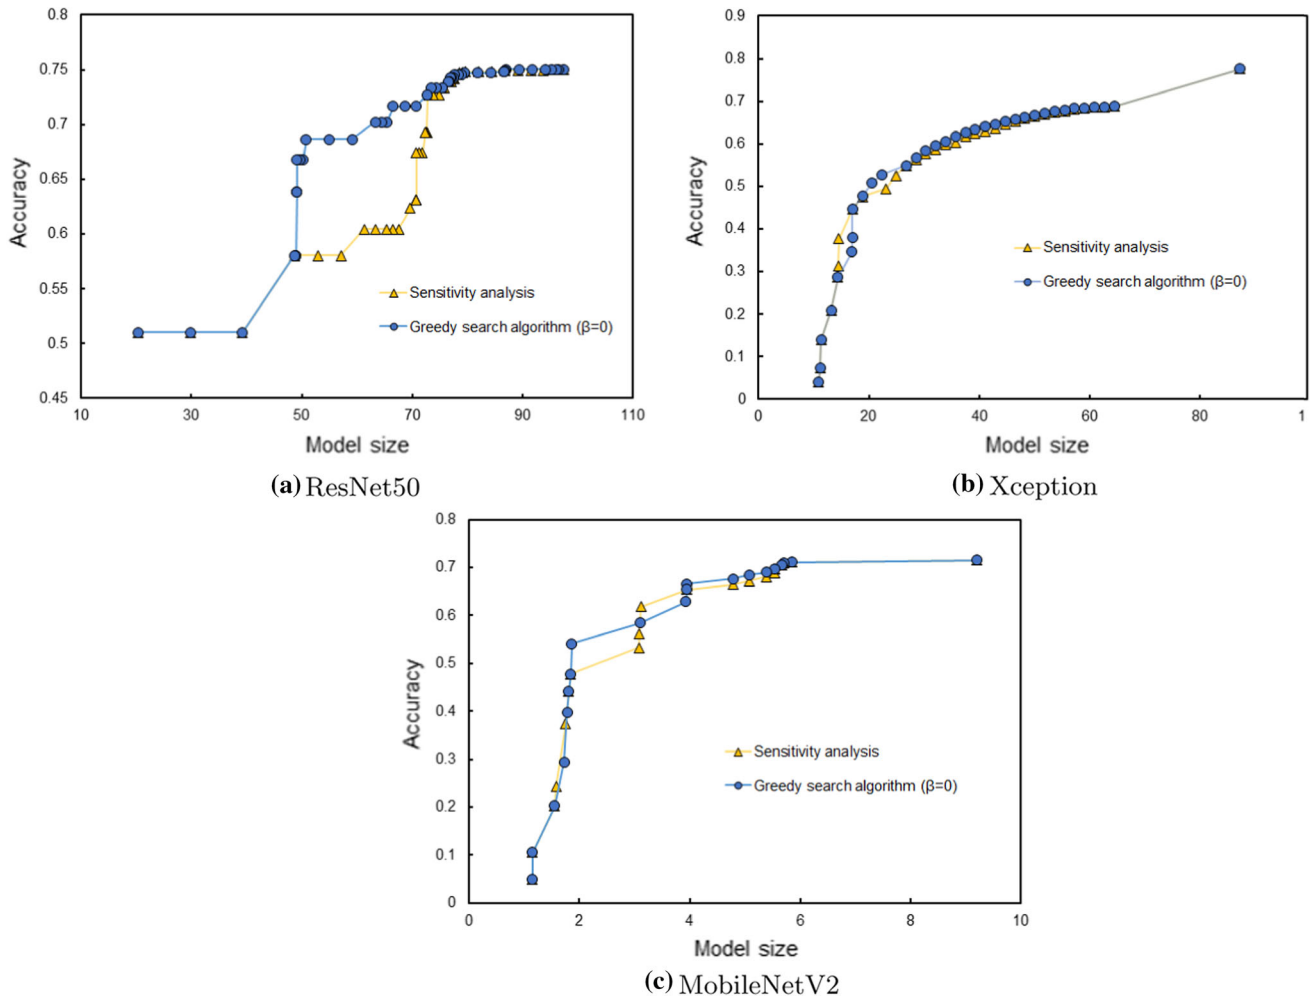 0.8
0.75
0.7
0.65
0.6
0.55
0.5
0.45
Accuracy
Sensitivity analysis
Greedy search algorithm (β=0)
10 30 50 70 90 110
Model size
(a) ResNet50
0.9
0.8
0.7
0.6
0.5
0.4
0.3
0.2
0.1
0
Accuracy
Sensitivity analysis
Greedy search algorithm (β=0)
0 20 40 60 80 1
Model size
(b) Xception
0.8
0.7
0.6
0.5
0.4
0.3
0.2
0.1
0
Accuracy
Sensitivity analysis
Greedy search algorithm (β=0)
0 2 4 6 8 10
Model size
(c) MobileNetV2